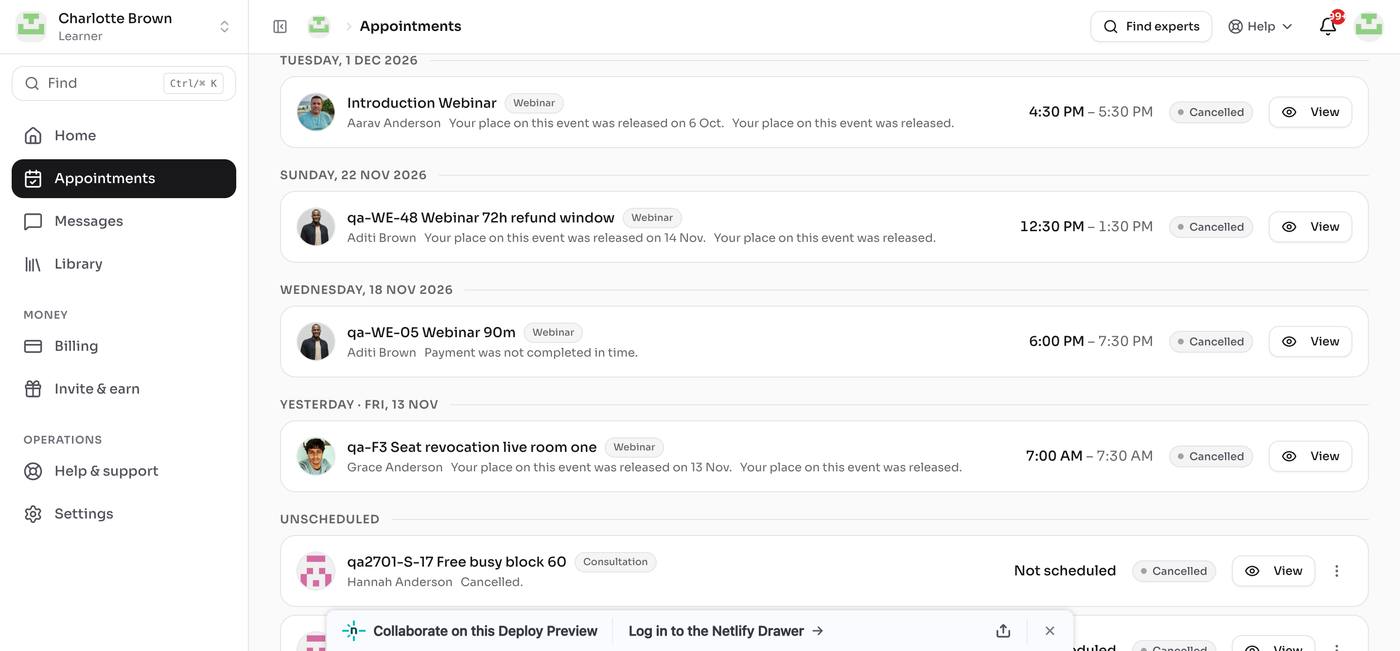 Charlotte Brown
Learner
Appointments
Find experts
Help
99+
Find
Ctrl/⌘ K
Home
Appointments
Messages
Library
MONEY
Billing
Invite & earn
OPERATIONS
Help & support
Settings
TUESDAY, 1 DEC 2026
Introduction Webinar Webinar
Aarav Anderson Your place on this event was released on 6 Oct. Your place on this event was released.
4:30 PM – 5:30 PM Cancelled View
SUNDAY, 22 NOV 2026
qa-WE-48 Webinar 72h refund window Webinar
Aditi Brown Your place on this event was released on 14 Nov. Your place on this event was released.
12:30 PM – 1:30 PM Cancelled View
WEDNESDAY, 18 NOV 2026
qa-WE-05 Webinar 90m Webinar
Aditi Brown Payment was not completed in time.
6:00 PM – 7:30 PM Cancelled View
YESTERDAY · FRI, 13 NOV
qa-F3 Seat revocation live room one Webinar
Grace Anderson Your place on this event was released on 13 Nov. Your place on this event was released.
7:00 AM – 7:30 AM Cancelled View
UNSCHEDULED
qa2701-S-17 Free busy block 60 Consultation
Hannah Anderson Cancelled.
Not scheduled Cancelled View
Cancelled View
Collaborate on this Deploy Preview Log in to the Netlify Drawer →